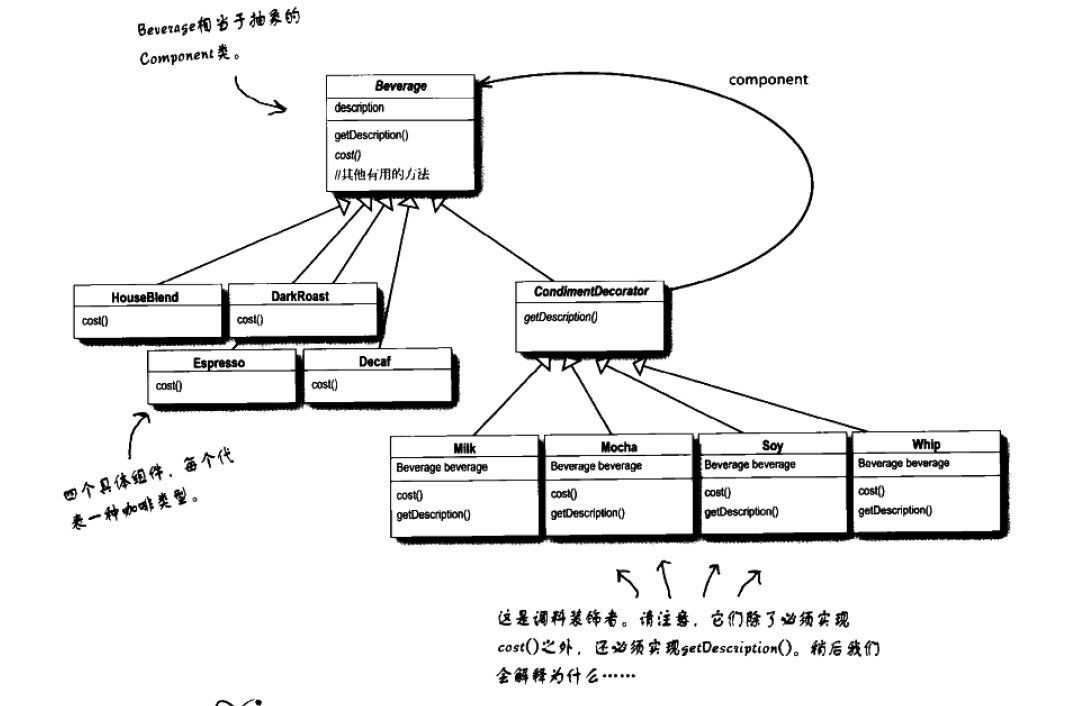 Beverage相当于抽象的
Component类。
component
Beverage
description
getDescription()
cost()
//其他有用的方法
HouseBlend
cost()
DarkRoast
cost()
CondimentDecorator
getDescription()
Espresso
cost()
Decaf
cost()
四个具体组件，每个代
表一种咖啡类型。
Milk
Beverage beverage
cost()
getDescription()
Mocha
Beverage beverage
cost()
getDescription()
Soy
Beverage beverage
cost()
getDescription()
Whip
Beverage beverage
cost()
getDescription()
这是调料装饰者。请注意，它们除了必须实现
cost()之外，还必须实现getDescription()。稍后我们
会解释为什么……